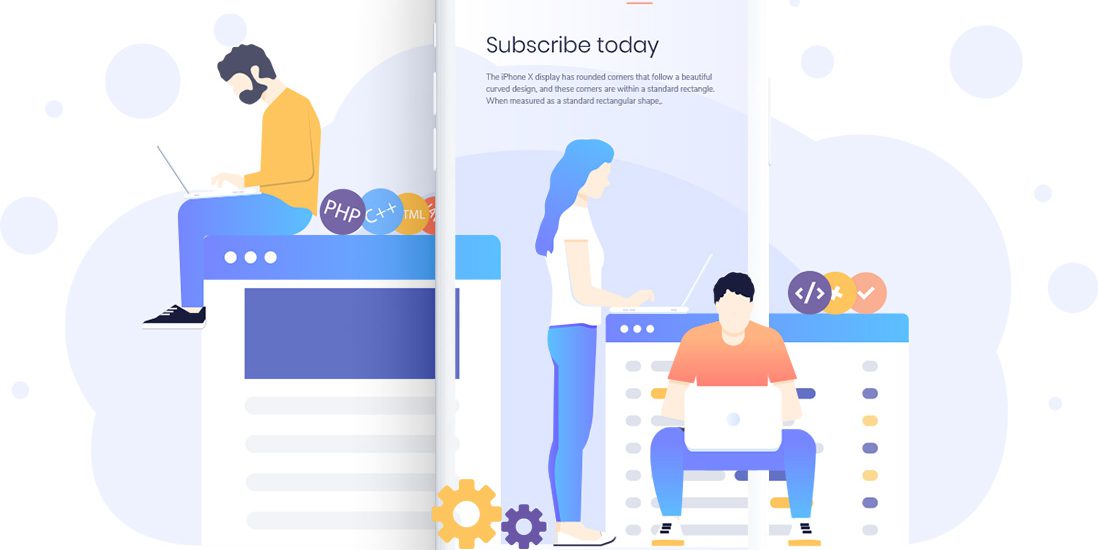 Subscribe today
The iPhone X display has rounded corners that follow a beautiful
curved design, and these corners are within a standard rectangle.
When measured as a standard rectangular shape,.
PHP
C++
TML
</>